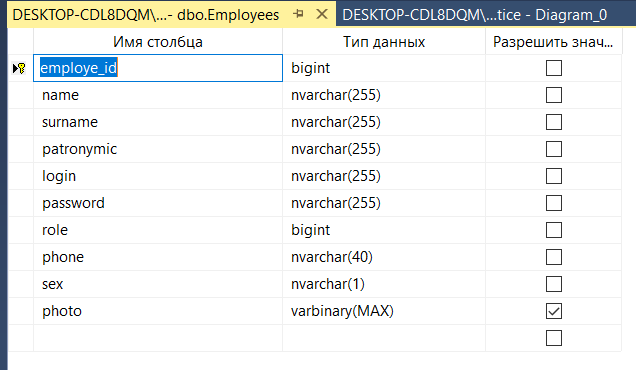 DESKTOP-CDL8DQM\...- dbo.Employees DESKTOP-CDL8DQM\...tice - Diagram_0
Имя столбца Тип данных Разрешить знач...
employe_id bigint
name nvarchar(255)
surname nvarchar(255)
patronymic nvarchar(255)
login nvarchar(255)
password nvarchar(255)
role bigint
phone nvarchar(40)
sex nvarchar(1)
photo varbinary(MAX)